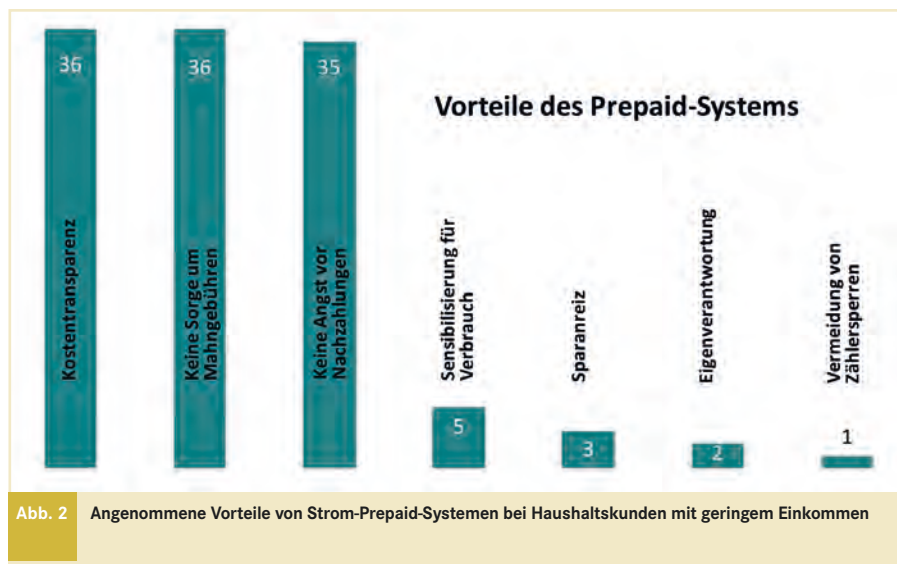 36
36
35
Vorteile des Prepaid-Systems
Kostentransparenz
Keine Sorge um
Mahngebühren
Keine Angst vor
Nachzahlungen
Sensibilisierung für
Verbrauch
Sparanreiz
Eigenverantwortung
Vermeidung von
Zählersperren
5
3
2
1
Abb. 2 Angenommene Vorteile von Strom-Prepaid-Systemen bei Haushaltskunden mit geringem Einkommen